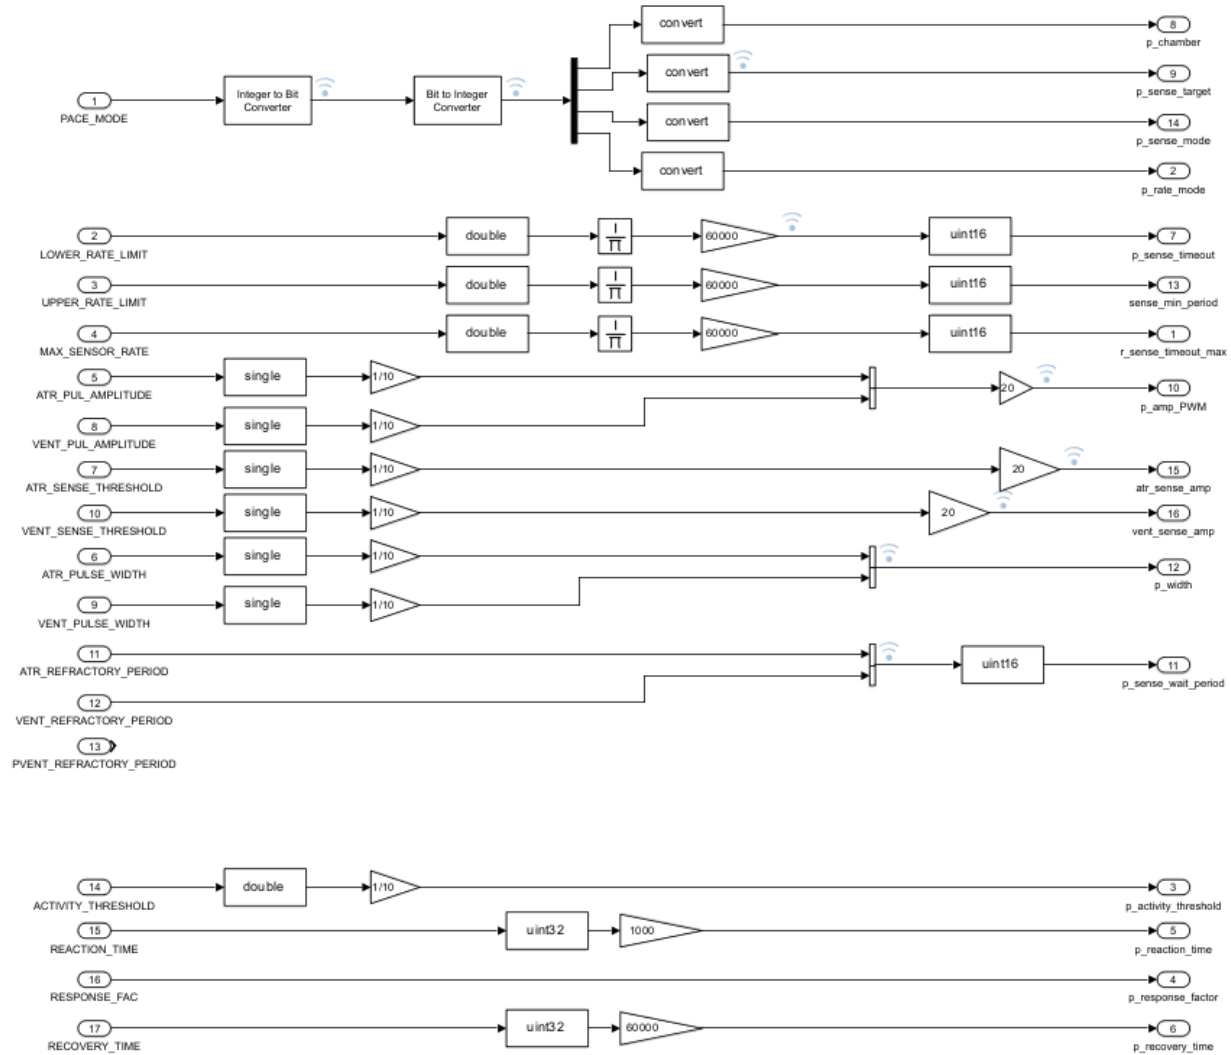 convert
8
p_chamber
1
PACE_MODE
Integer to Bit
Converter
Bit to Integer
Converter
convert
9
p_sense_target
convert
14
p_sense_mode
convert
2
p_rate_mode
2
LOWER_RATE_LIMIT
double
1
60000
uint16
7
p_sense_timeout
3
UPPER_RATE_LIMIT
double
1
60000
uint16
13
sense_min_period
4
MAX_SENSOR_RATE
double
1
60000
uint16
1
r_sense_timeout_max
5
ATR_PUL_AMPLITUDE
single
1/10
20
10
p_amp_PWM
8
VENT_PUL_AMPLITUDE
single
1/10
7
ATR_SENSE_THRESHOLD
single
1/10
20
15
atr_sense_amp
10
VENT_SENSE_THRESHOLD
single
1/10
20
16
vent_sense_amp
6
ATR_PULSE_WIDTH
single
1/10
12
p_width
9
VENT_PULSE_WIDTH
single
1/10
11
ATR_REFRACTORY_PERIOD
uint16
11
p_sense_wait_period
12
VENT_REFRACTORY_PERIOD
13
PVENT_REFRACTORY_PERIOD
14
ACTIVITY_THRESHOLD
double
1/10
3
p_activity_threshold
15
REACTION_TIME
uint32
1000
5
p_reaction_time
16
RESPONSE_FAC
4
p_response_factor
17
RECOVERY_TIME
uint32
60000
6
p_recovery_time